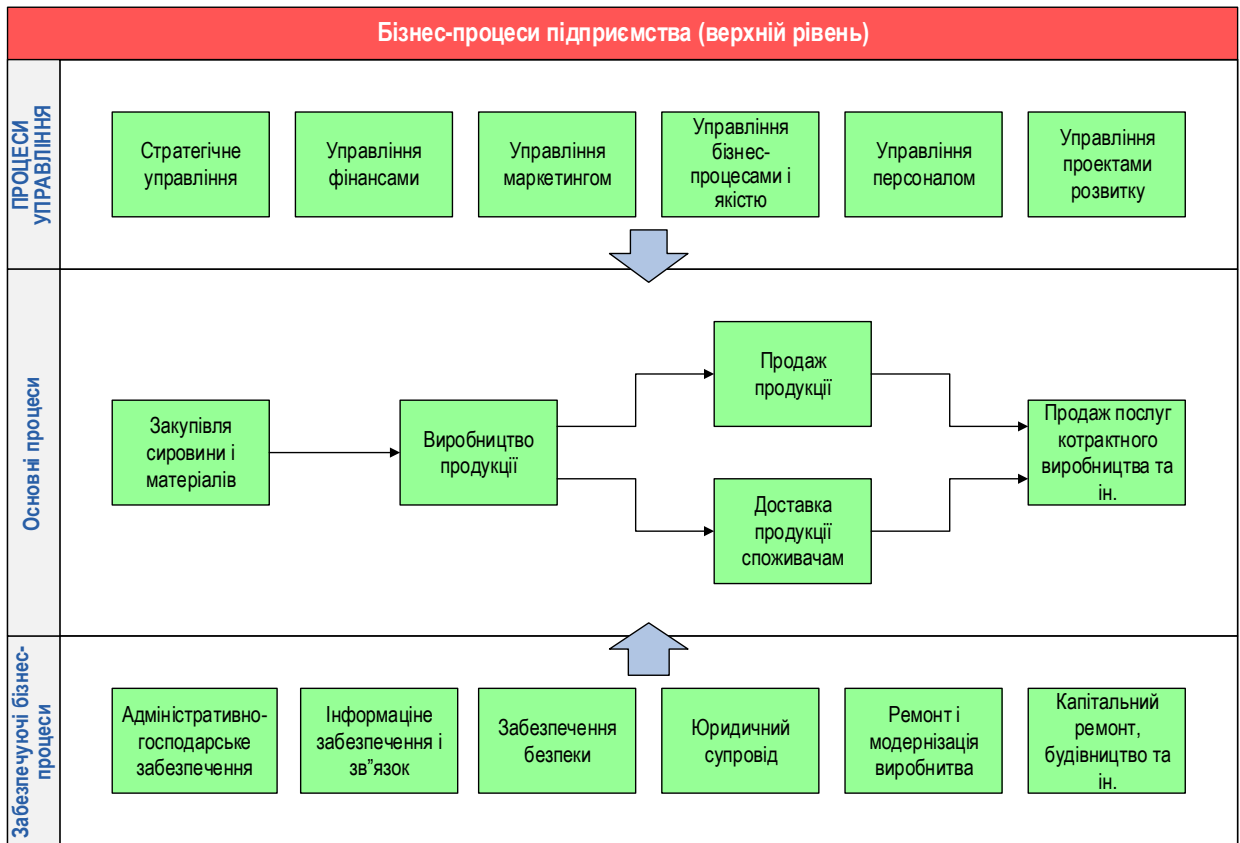 Бізнес-процеси підприємства (верхній рівень)
ПРОЦЕСИ
УПРАВЛІННЯ
Стратегічне
управління
Управління
фінансами
Управління
маркетингом
Управління
бізнес-
процесами і
якістю
Управління
персоналом
Управління
проектами
розвитку
Основні процеси
Закупівля
сировини і
матеріалів
Виробництво
продукції
Продаж
продукції
Доставка
продукції
споживачам
Продаж послуг
котрактного
виробництва та
ін.
Забезпечуючі бізнес-
процеси
Адміністративно-
господарське
забезпечення
Інформаціне
забезпечення і
зв"язок
Забезпечення
безпеки
Юридичний
супровід
Ремонт і
модернізація
виробнитва
Капітальний
ремонт,
будівництво та
ін.